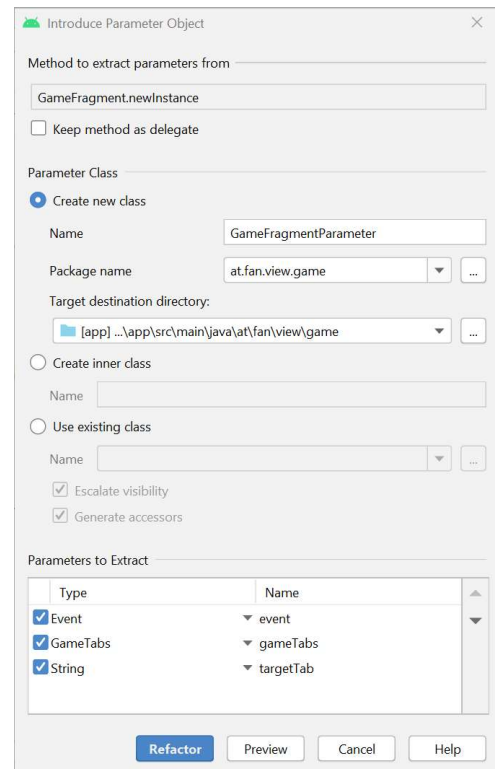 Introduce Parameter Object
Method to extract parameters from
GameFragment.newInstance
Keep method as delegate
Parameter Class
Create new class
Name GameFragmentParameter
Package name at.fan.view.game ...
Target destination directory:
[app] ...\app\src\main\java\at\fan\view\game ...
Create inner class
Name
Use existing class
Name ...
Escalate visibility
Generate accessors
Parameters to Extract
Type Name
Event event
GameTabs gameTabs
String targetTab
Refactor Preview Cancel Help